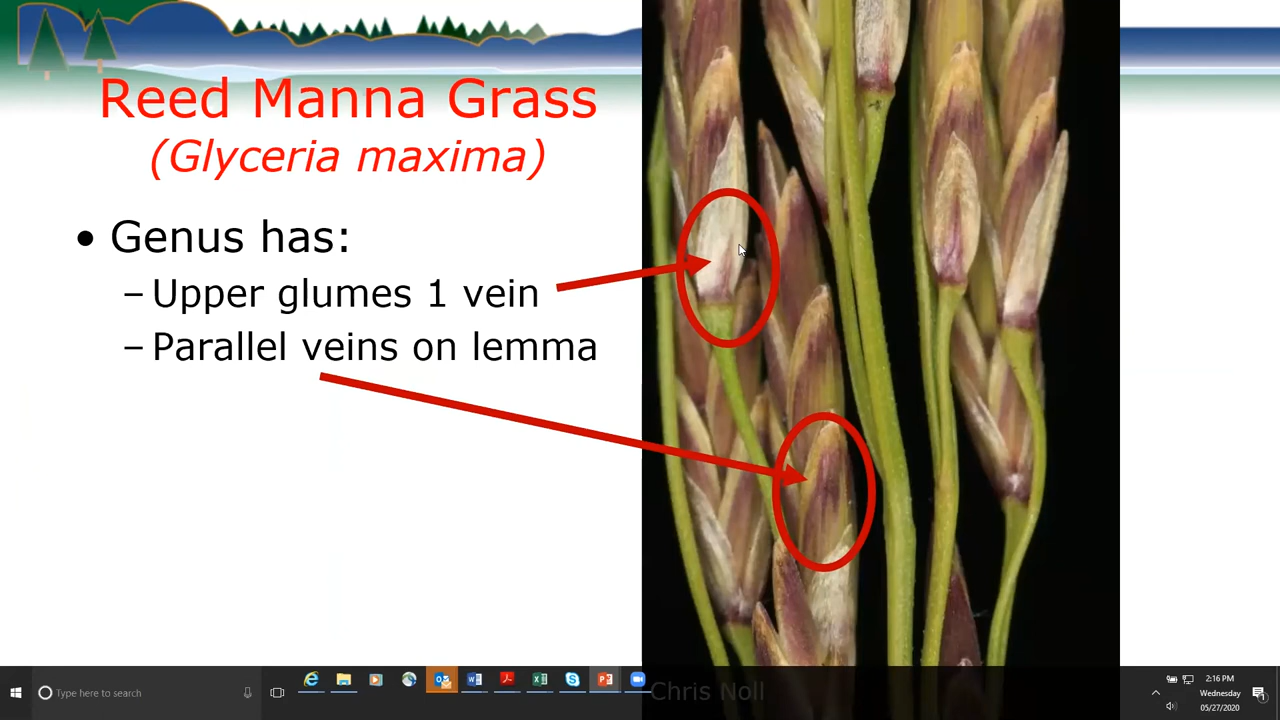 Reed Manna Grass
(Glyceria maxima)
• Genus has:
– Upper glumes 1 vein
– Parallel veins on lemma
Chris Noll
Type here to search
2:16 PM
Wednesday
05/27/2020